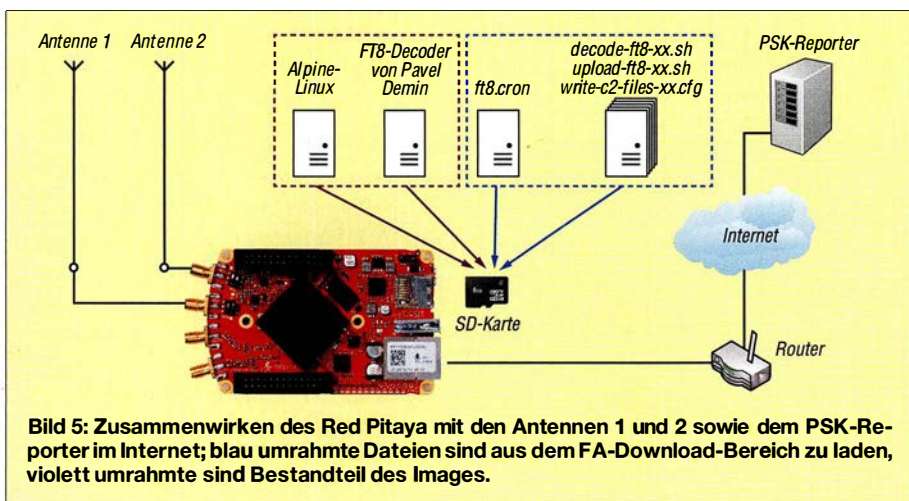 Antenne 1
Antenne 2
Alpine-
Linux
FT8-Decoder
von Pavel
Demin
ft8.cron
decode-ft8-xx.sh
upload-ft8-xx.sh
write-c2-files-xx.cfg
PSK-Reporter
Internet
SD-Karte
Router
Bild 5: Zusammenwirken des Red Pitaya mit den Antennen 1 und 2 sowie dem PSK-Re-
porter im Internet; blau umrahmte Dateien sind aus dem FA-Download-Bereich zu laden,
violett umrahmte sind Bestandteil des Images.